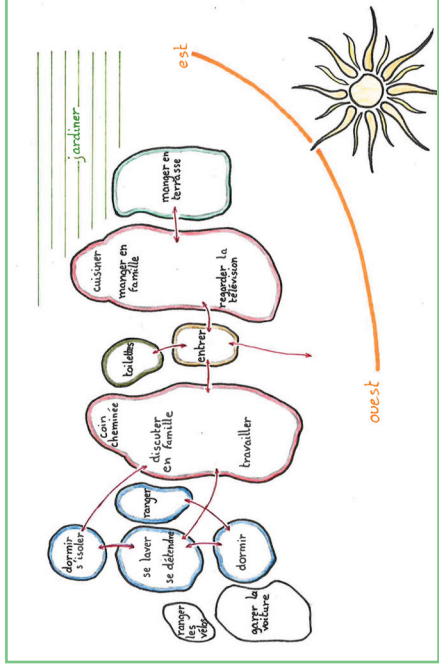 est
jardiner
manger en
terrasse
cuisiner
manger en
famille
regarder la
télévision
toilettes
entrer
ouest
coin
cheminée
discuter
en famille
travailler
ranger
dormir
s'isoler
se laver
se détendre
dormir
ranger
les
vélos
garer la
voiture